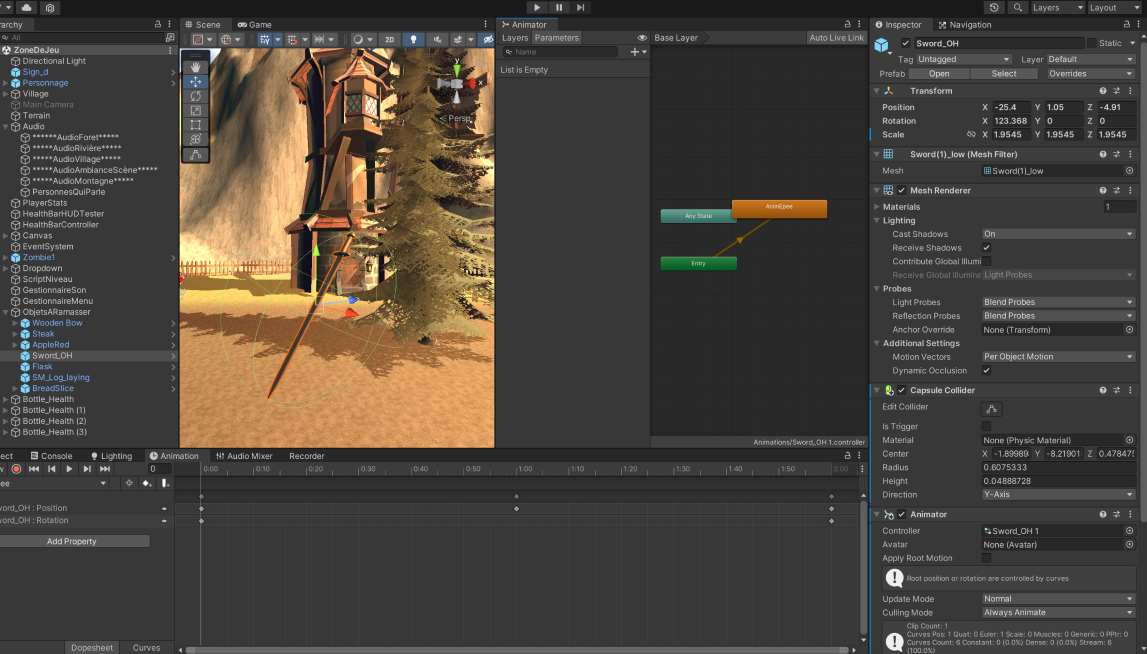 Layers
Layout
rarchy
All
ZoneDeJeu
Directional Light
Sign_d
Personnage
Village
Main Camera
Terrain
Audio
******AudioForet*****
*****AudioRivière*****
*****AudioVillage*****
*****AudioAmbianceScène*****
*****AudioMontagne*****
PersonnesQuiParle
PlayerStats
HealthBarHUDTester
HealthBarController
Canvas
EventSystem
Zombie1
Dropdown
ScriptNiveau
GestionnaireSon
GestionnaireMenu
ObjetsARamasser
Wooden Bow
Steak
AppleRed
Sword_OH
Flask
SM_Log_laying
BreadSlice
Bottle_Health
Bottle_Health (1)
Bottle_Health (2)
Bottle_Health (3)
Scene
Game
2D
y
x
Persp
Animator
Layers
Parameters
Base Layer
Auto Live Link
Name
List is Empty
Any State
AnimEpee
Entry
Animations/Sword_OH 1.controller
Inspector
Navigation
Sword_OH
Static
Tag Untagged
Layer Default
Prefab
Open
Select
Overrides
Transform
Position X -25.4 Y 1.05 Z -4.91
Rotation X 123.368 Y 0 Z 0
Scale X 1.9545 Y 1.9545 Z 1.9545
Sword(1)_low (Mesh Filter)
Mesh Sword(1)_low
Mesh Renderer
Materials 1
Lighting
Cast Shadows On
Receive Shadows
Contribute Global Illumi
Receive Global Illumine Light Probes
Probes
Light Probes Blend Probes
Reflection Probes Blend Probes
Anchor Override None (Transform)
Additional Settings
Motion Vectors Per Object Motion
Dynamic Occlusion
Capsule Collider
Edit Collider
Is Trigger
Material None (Physic Material)
Center X -1.89989 Y -8.21901 Z 0.478475
Radius 0.6075333
Height 0.04888728
Direction Y-Axis
Animator
Controller Sword_OH 1
Avatar None (Avatar)
Apply Root Motion
Root position or rotation are controlled by curves
Update Mode Normal
Culling Mode Always Animate
Clip Count: 1
Curves Pos: 1 Quat: 0 Euler: 1 Scale: 0 Muscles: 0 Generic: 0 PPtr: 0
Curves Count: 6 Constant: 0 (0.0%) Dense: 0 (0.0%) Stream: 6
(100.0%)
ect
Console
Lighting
Animation
Audio Mixer
Recorder
0
0:00 0:10 0:20 0:30 0:40 0:50 1:00 1:10 1:20 1:30 1:40 1:50 2:00
ee
word_OH : Position
word_OH : Rotation
Add Property
Dopesheet
Curves